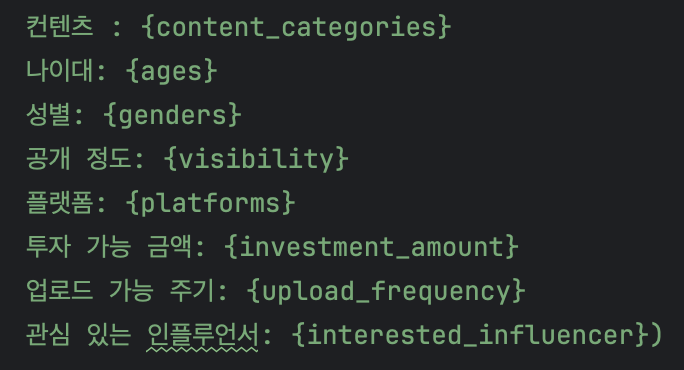 컨텐츠 : {content_categories}
나이대: {ages}
성별: {genders}
공개 정도: {visibility}
플랫폼: {platforms}
투자 가능 금액: {investment_amount}
업로드 가능 주기: {upload_frequency}
관심 있는 인플루언서: {interested_influencer})